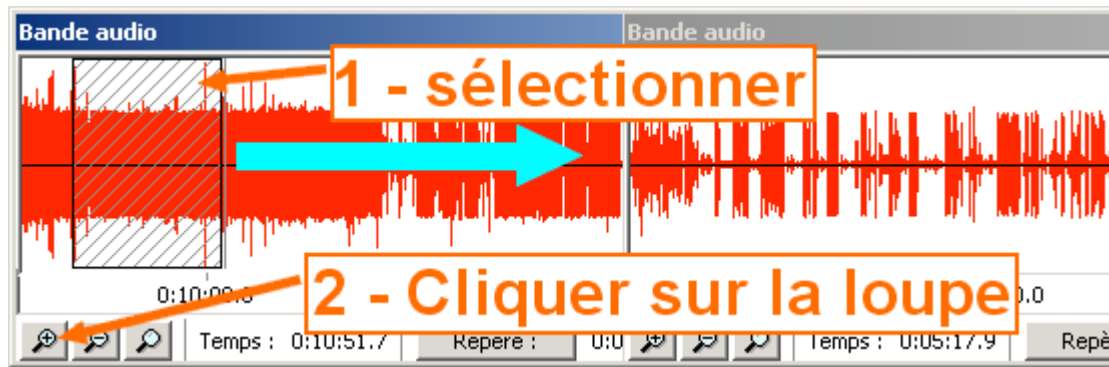 Bande audio
Bande audio
1 - sélectionner
2 - Cliquer sur la loupe
Temps : 0:10:51.7
Repère :
Temps : 0:05:17.9